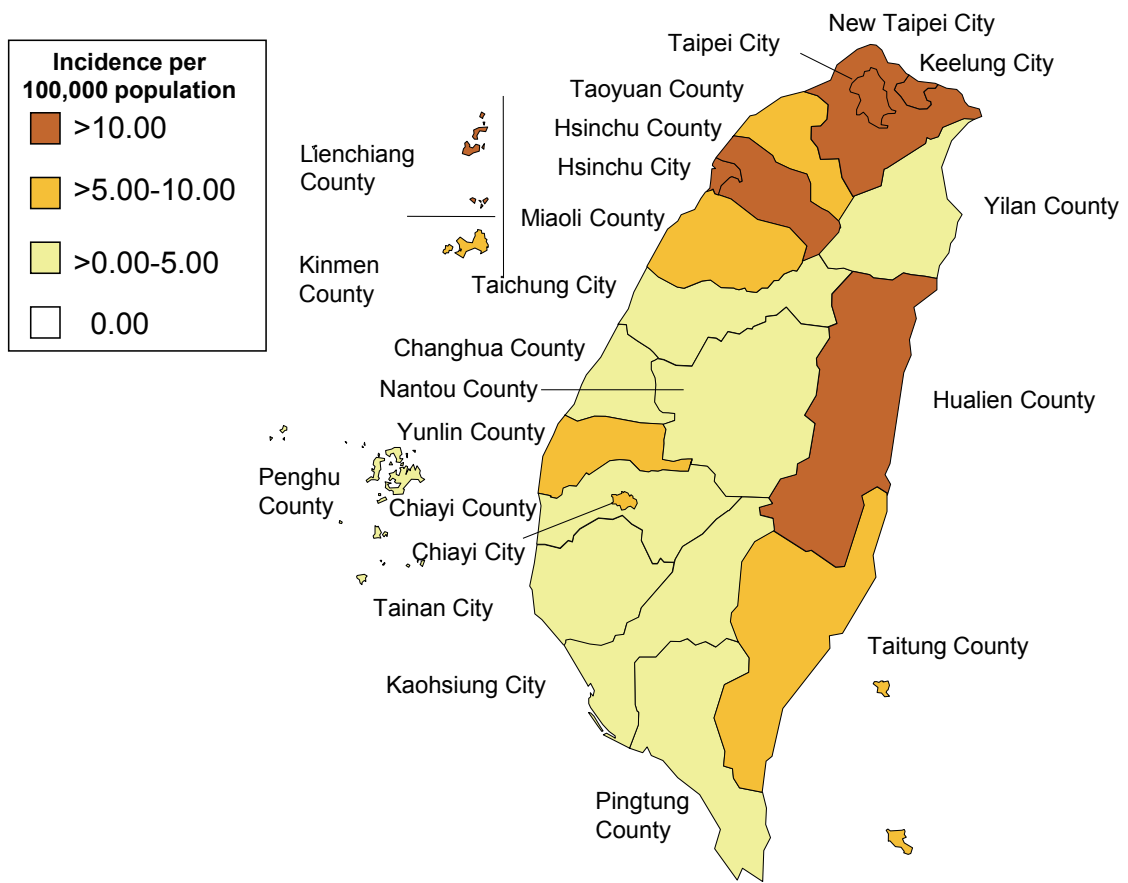 Incidence per
100,000 population
>10.00
>5.00-10.00
>0.00-5.00
0.00
New Taipei City
Taipei City
Keelung City
Taoyuan County
Hsinchu County
Hsinchu City
Lienchiang
County
Miaoli County
Yilan County
Kinmen
County
Taichung City
Changhua County
Nantou County
Hualien County
Yunlin County
Penghu
County
Chiayi County
Chiayi City
Tainan City
Taitung County
Kaohsiung City
Pingtung
County